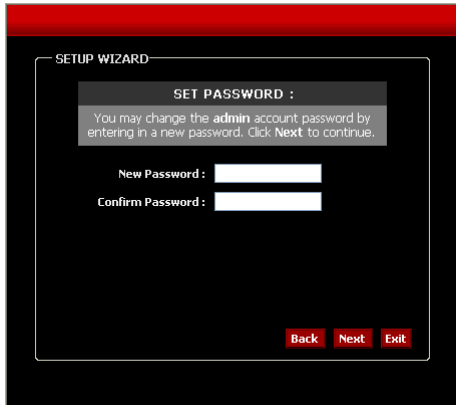 SETUP WIZARD
SET PASSWORD :
You may change the admin account password by
entering in a new password. Click Next to continue.
New Password :
Confirm Password :
Back Next Exit